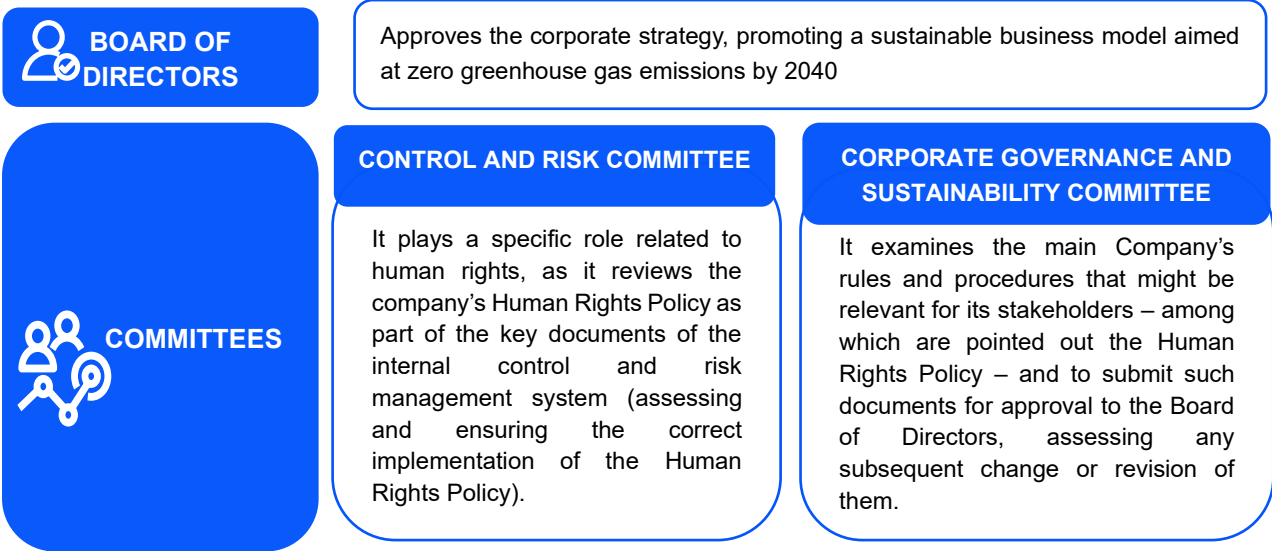 BOARD OF
DIRECTORS
Approves the corporate strategy, promoting a sustainable business model aimed
at zero greenhouse gas emissions by 2040
COMMITTEES
CONTROL AND RISK COMMITTEE
It plays a specific role related to
human rights, as it reviews the
company’s Human Rights Policy as
part of the key documents of the
internal control and risk
management system (assessing
and ensuring the correct
implementation of the Human
Rights Policy).
CORPORATE GOVERNANCE AND
SUSTAINABILITY COMMITTEE
It examines the main Company’s
rules and procedures that might be
relevant for its stakeholders – among
which are pointed out the Human
Rights Policy – and to submit such
documents for approval to the Board
of Directors, assessing any
subsequent change or revision of
them.